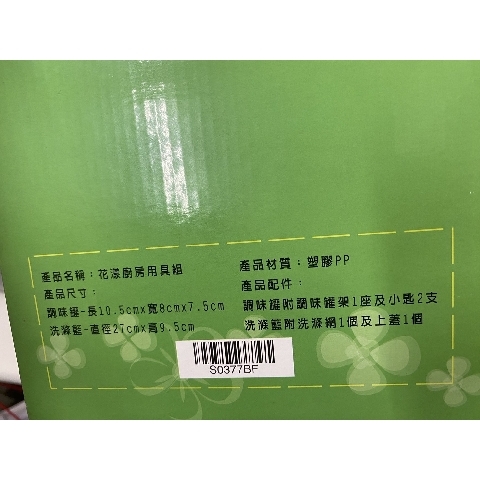 產品名稱：花漾廚房用具組
產品尺寸：
調味罐-長10.5cmx寬8cmx7.5cm
洗滌籃-直徑27cmx高9.5cm
產品材質：塑膠PP
產品配件：
調味罐附調味罐架1座及小匙2支
洗滌籃附洗滌網1個及上蓋1個
S0377BF